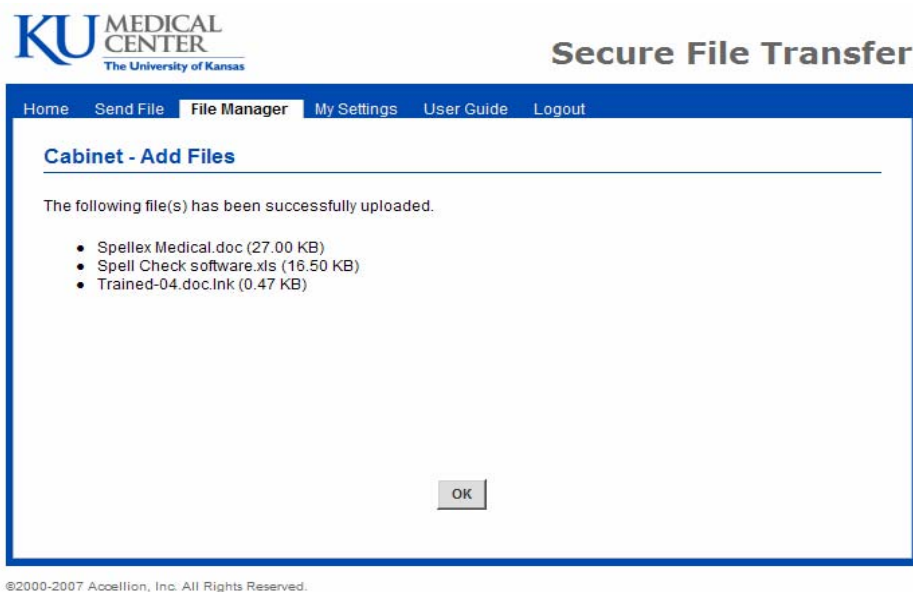 KU MEDICAL
CENTER
The University of Kansas
Secure File Transfer
Home Send File File Manager My Settings User Guide Logout
Cabinet - Add Files
The following file(s) has been successfully uploaded.
• Spellex Medical.doc (27.00 KB)
• Spell Check software.xls (16.50 KB)
• Trained-04.doc.lnk (0.47 KB)
OK
©2000-2007 Accellion, Inc. All Rights Reserved.